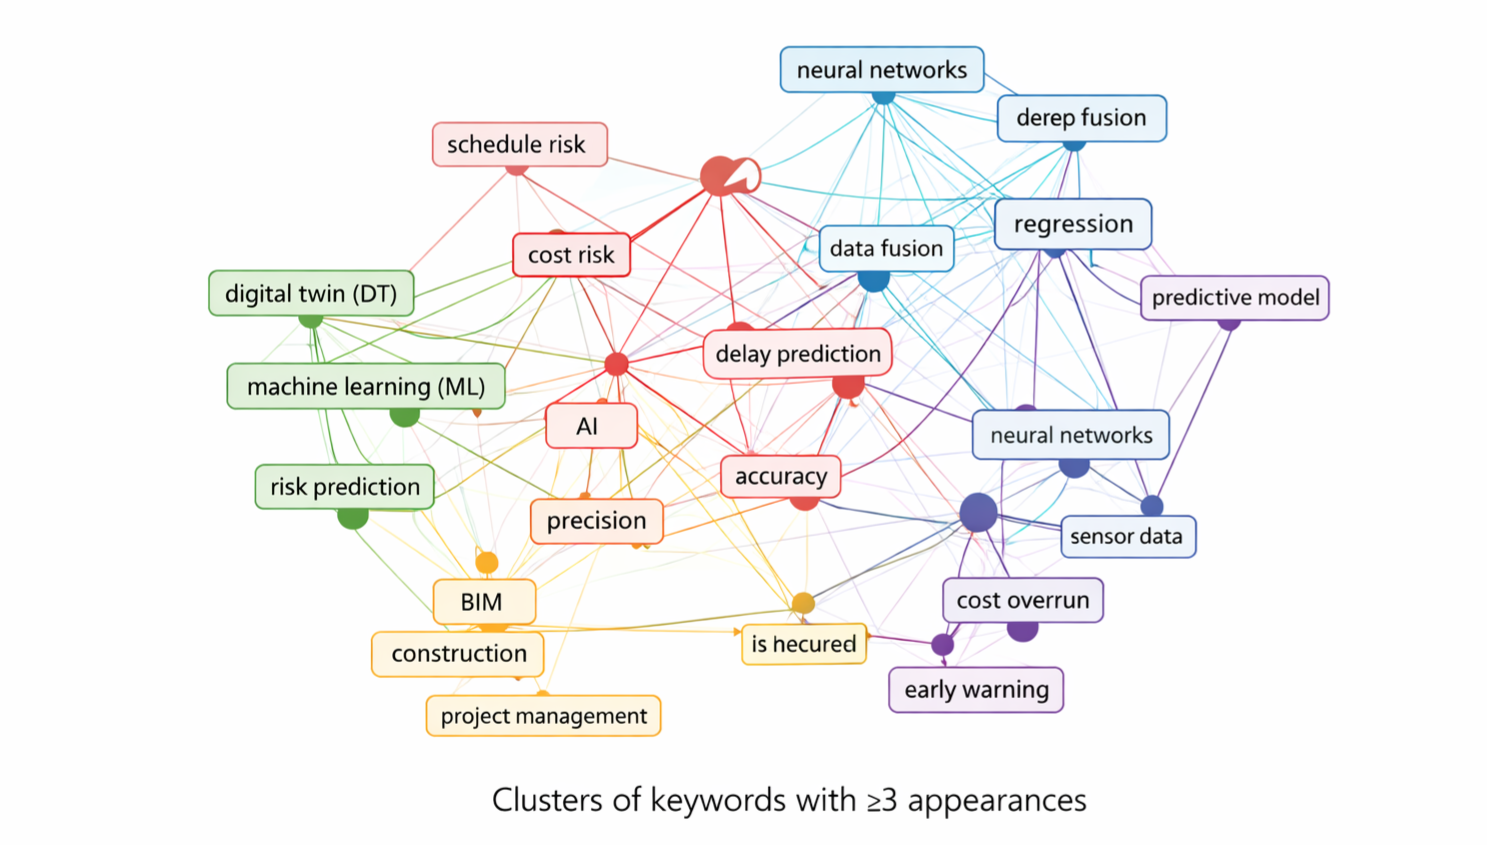 neural networks
derep fusion
schedule risk
regression
data fusion
cost risk
digital twin (DT)
predictive model
delay prediction
machine learning (ML)
AI
neural networks
accuracy
risk prediction
precision
sensor data
BIM
cost overrun
is hecured
construction
early warning
project management
Clusters of keywords with ≥3 appearances